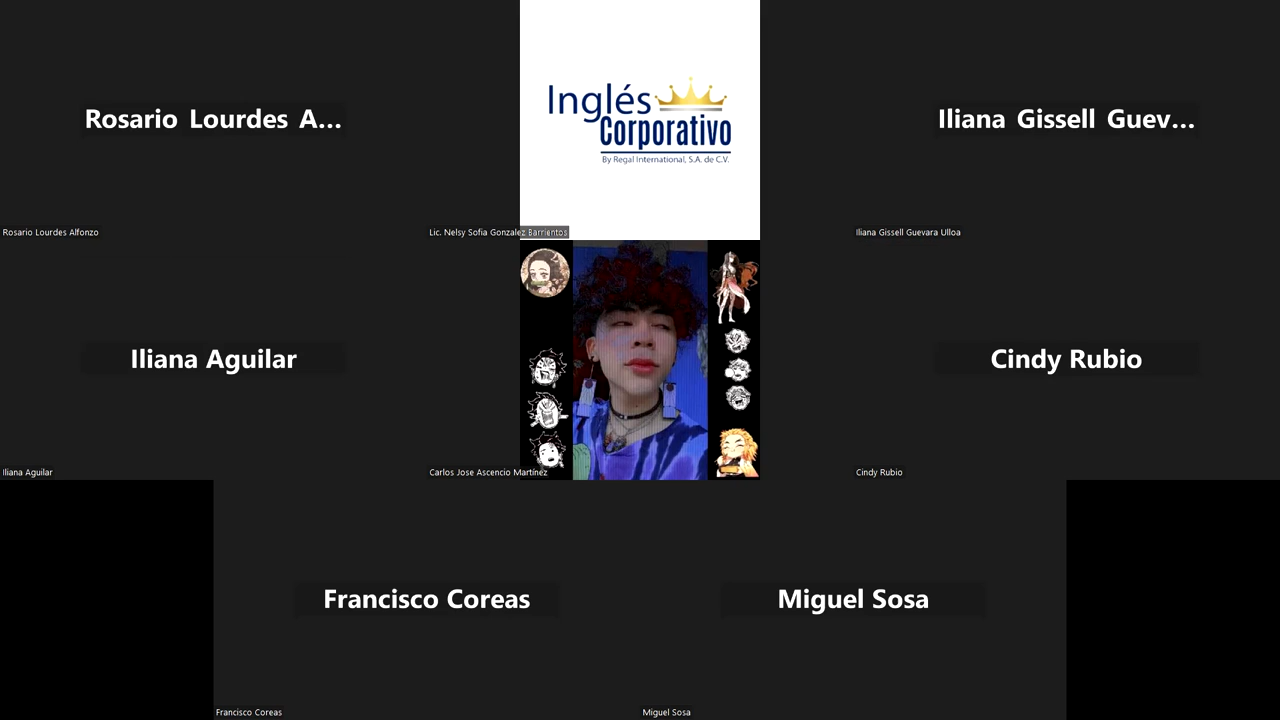 Rosario Lourdes A...
Rosario Lourdes Alfonzo
Inglés
Corporativo
By Regal International, S.A. de C.V.
Lic. Nelsy Sofia Gonzalez Barrientos
Iliana Gissell Guev...
Iliana Gissell Guevara Ulloa
Iliana Aguilar
Iliana Aguilar
Carlos Jose Ascencio Martínez
Cindy Rubio
Cindy Rubio
Francisco Coreas
Francisco Coreas
Miguel Sosa
Miguel Sosa